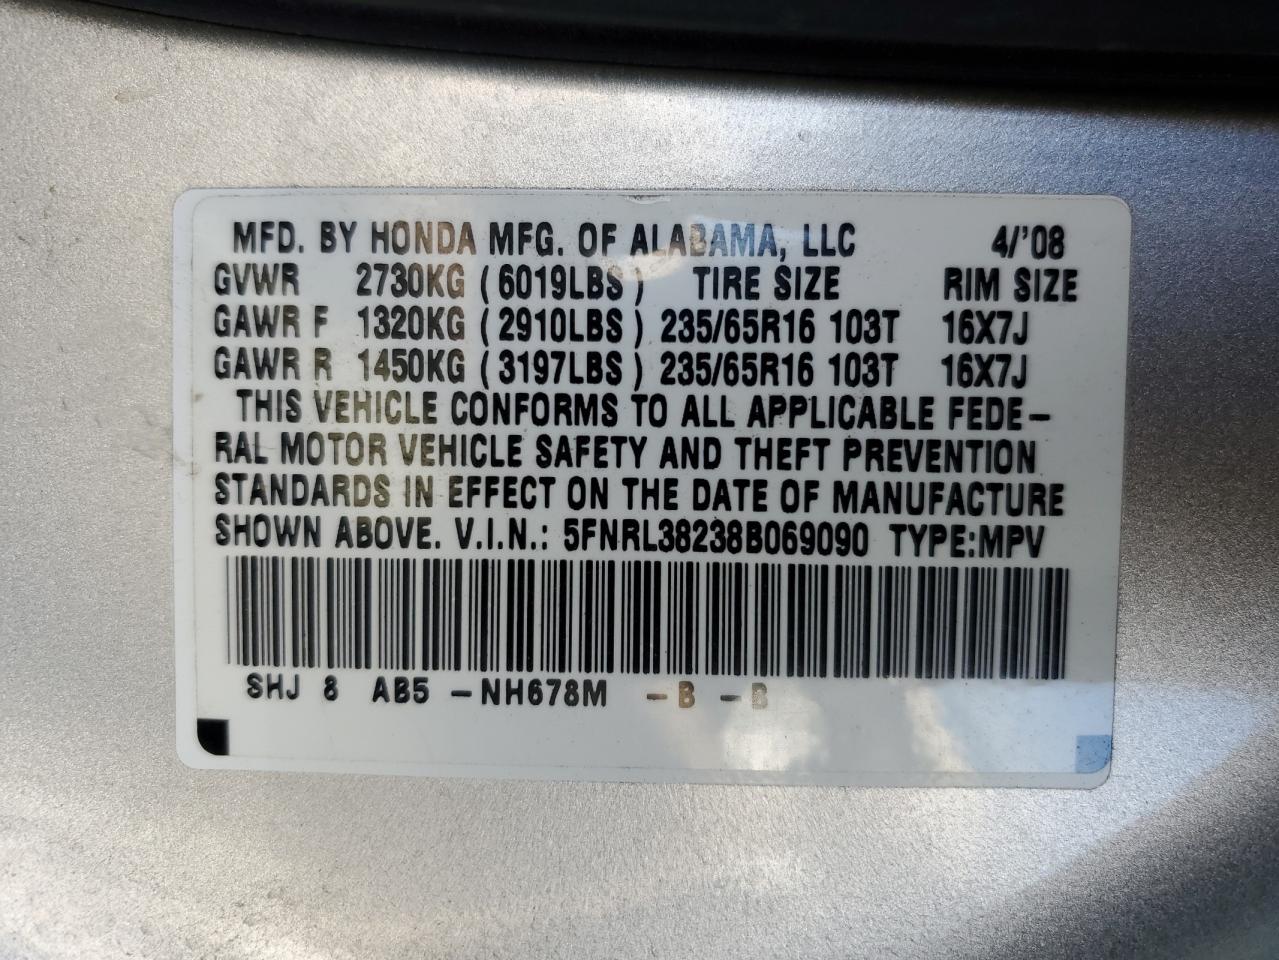 MFD. BY HONDA MFG. OF ALABAMA, LLC 4/'08
GVWR 2730KG (6019LBS) TIRE SIZE RIM SIZE
GAWR F 1320KG (2910LBS) 235/65R16 103T 16X7J
GAWR R 1450KG (3197LBS) 235/65R16 103T 16X7J
THIS VEHICLE CONFORMS TO ALL APPLICABLE FEDE-
RAL MOTOR VEHICLE SAFETY AND THEFT PREVENTION
STANDARDS IN EFFECT ON THE DATE OF MANUFACTURE
SHOWN ABOVE. V.I.N.: 5FNRL38238B069090 TYPE:MPV
SHJ 8 AB5 -NH678M -B -B